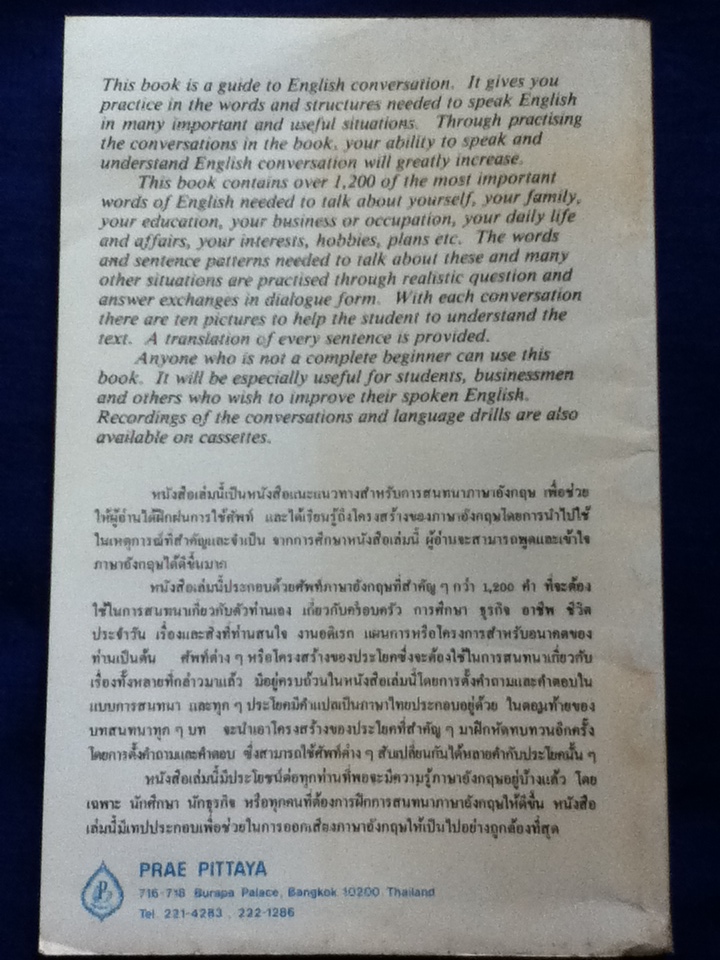 This book is a guide to English conversation. It gives you
practice in the words and structures needed to speak English
in many important and useful situations. Through practising
the conversations in the book, your ability to speak and
understand English conversation will greatly increase.
This book contains over 1,200 of the most important
words of English needed to talk about yourself, your family,
your education, your business or occupation, your daily life
and affairs, your interests, hobbies, plans etc. The words
and sentence patterns needed to talk about these and many
other situations are practised through realistic question and
answer exchanges in dialogue form. With each conversation
there are ten pictures to help the student to understand the
text. A translation of every sentence is provided.
Anyone who is not a complete beginner can use this
book. It will be especially useful for students, businessmen
and others who wish to improve their spoken English.
Recordings of the conversations and language drills are also
available on cassettes.
หนังสือเล่มนี้เป็นหนังสือแนะแนวทางสำหรับการสนทนาภาษาอังกฤษ เพื่อช่วย
ให้ผู้อ่านได้ฝึกฝนการใช้ศัพท์ และได้เรียนรู้ถึงโครงสร้างของภาษาอังกฤษโดยการนำไปใช้
ในเหตุการณ์ที่สำคัญและจำเป็น จากการศึกษาหนังสือเล่มนี้ ผู้อ่านจะสามารถพูดและเข้าใจ
ภาษาอังกฤษได้ดีขึ้นมาก
หนังสือเล่มนี้ประกอบด้วยศัพท์ภาษาอังกฤษที่สำคัญ ๆ กว่า 1,200 คำ ที่จะต้อง
ใช้ในการสนทนาเกี่ยวกับตัวท่านเอง เกี่ยวกับครอบครัว การศึกษา ธุรกิจ อาชีพ ชีวิต
ประจำวัน เรื่องและสิ่งที่ท่านสนใจ งานอดิเรก แผนการหรือโครงการสำหรับอนาคตของ
ท่านเป็นต้น ศัพท์ต่าง ๆ หรือโครงสร้างของประโยคซึ่งจะต้องใช้ในการสนทนาเกี่ยวกับ
เรื่องทั้งหลายที่กล่าวมาแล้ว มีอยู่ครบถ้วนในหนังสือเล่มนี้โดยการตั้งคำถามและคำตอบใน
แบบการสนทนา และทุก ๆ ประโยคมีคำแปลเป็นภาษาไทยประกอบอยู่ด้วย ในตอนท้ายของ
บทสนทนาทุก ๆ บท จะนำเอาโครงสร้างของประโยคที่สำคัญ ๆ มาฝึกหัดทบทวนอีกครั้ง
โดยการตั้งคำถามและคำตอบ ซึ่งสามารถใช้ศัพท์ต่าง ๆ สับเปลี่ยนกันได้หลายคำกับประโยคนั้น ๆ
หนังสือเล่มนี้มีประโยชน์ต่อทุกท่านที่พอจะมีความรู้ภาษาอังกฤษอยู่บ้างแล้ว โดย
เฉพาะ นักศึกษา นักธุรกิจ หรือทุกคนที่ต้องการฝึกการสนทนาภาษาอังกฤษให้ดีขึ้น หนังสือ
เล่มนี้มีเทปประกอบเพื่อช่วยในการออกเสียงภาษาอังกฤษให้เป็นไปอย่างถูกต้องที่สุด
PRAE PITTAYA
716-718 Burapa Palace, Bangkok 10200 Thailand
Tel. 221-4283 , 222-1286